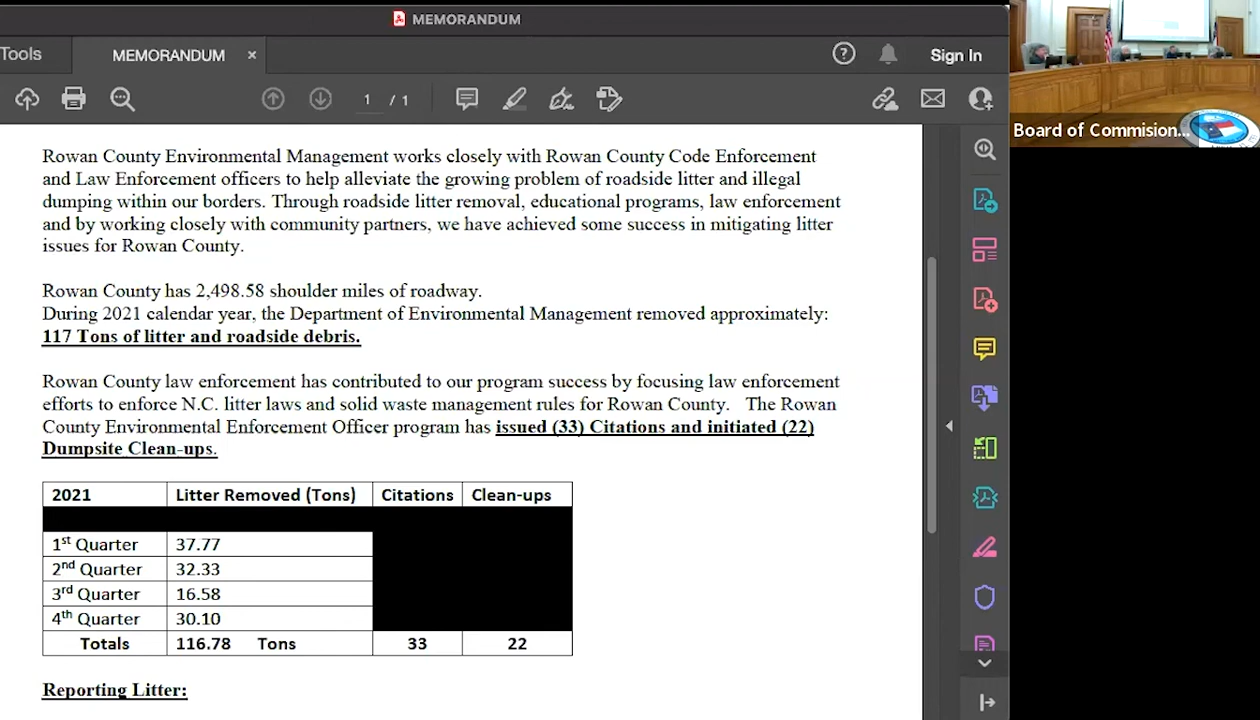 MEMORANDUM
Tools
MEMORANDUM ×
Sign In
1 / 1
Board of Commision...
Rowan County Environmental Management works closely with Rowan County Code Enforcement
and Law Enforcement officers to help alleviate the growing problem of roadside litter and illegal
dumping within our borders. Through roadside litter removal, educational programs, law enforcement
and by working closely with community partners, we have achieved some success in mitigating litter
issues for Rowan County.
Rowan County has 2,498.58 shoulder miles of roadway.
During 2021 calendar year, the Department of Environmental Management removed approximately:
117 Tons of litter and roadside debris.
Rowan County law enforcement has contributed to our program success by focusing law enforcement
efforts to enforce N.C. litter laws and solid waste management rules for Rowan County. The Rowan
County Environmental Enforcement Officer program has issued (33) Citations and initiated (22)
Dumpsite Clean-ups.
2021 Litter Removed (Tons) Citations Clean-ups
1st Quarter 37.77
2nd Quarter 32.33
3rd Quarter 16.58
4th Quarter 30.10
Totals 116.78 Tons 33 22
Reporting Litter: